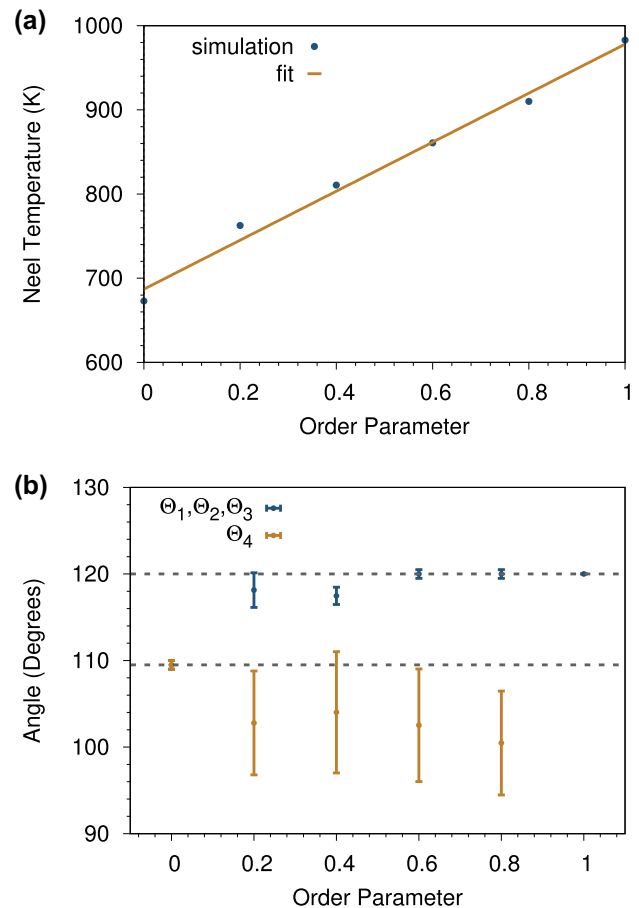 (a)
1000
900
800
700
600
Neel Temperature (K)
simulation
fit
0 0.2 0.4 0.6 0.8 1
Order Parameter
(b)
130
120
110
100
90
Angle (Degrees)
Θ1,Θ2,Θ3
Θ4
0 0.2 0.4 0.6 0.8 1
Order Parameter